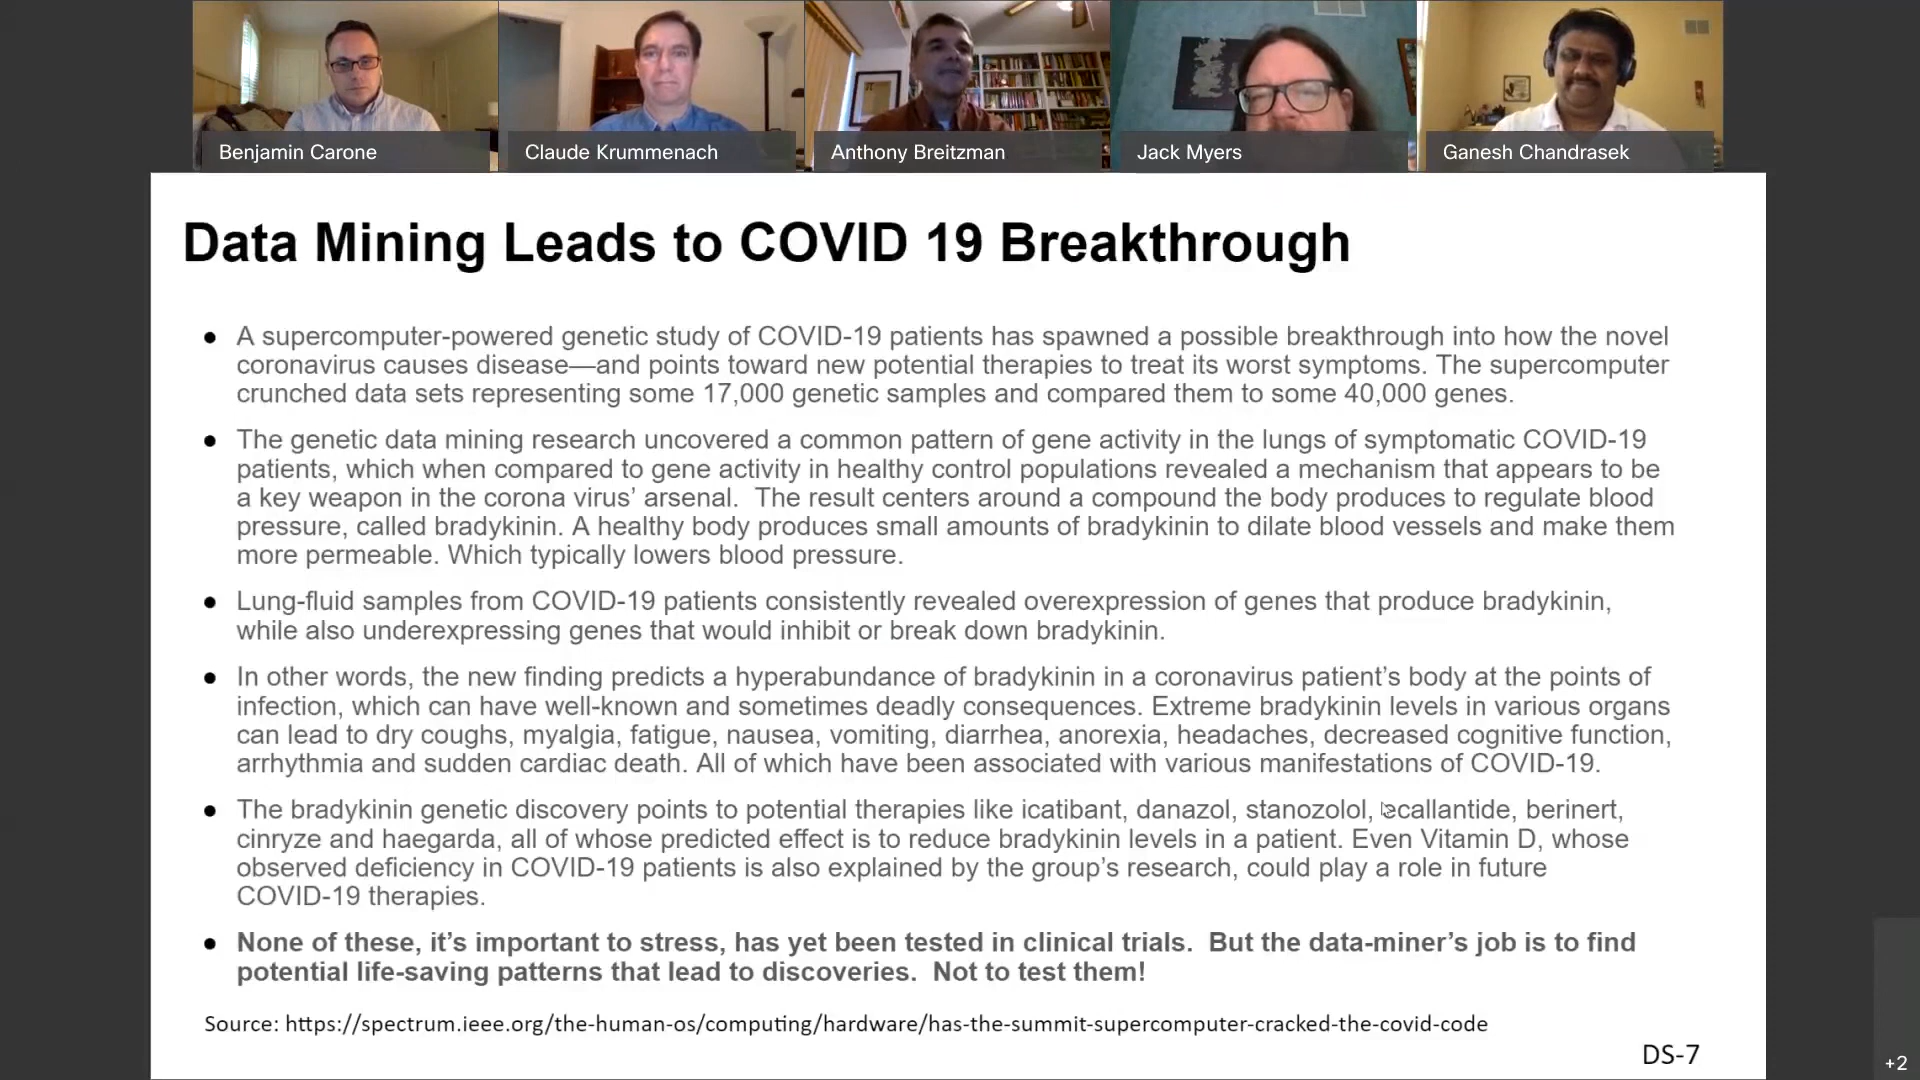 Benjamin Carone
Claude Krummenach
Anthony Breitzman
Jack Myers
Ganesh Chandrasek
Data Mining Leads to COVID 19 Breakthrough
● A supercomputer-powered genetic study of COVID-19 patients has spawned a possible breakthrough into how the novel
coronavirus causes disease—and points toward new potential therapies to treat its worst symptoms. The supercomputer
crunched data sets representing some 17,000 genetic samples and compared them to some 40,000 genes.
● The genetic data mining research uncovered a common pattern of gene activity in the lungs of symptomatic COVID-19
patients, which when compared to gene activity in healthy control populations revealed a mechanism that appears to be
a key weapon in the corona virus’ arsenal.  The result centers around a compound the body produces to regulate blood
pressure, called bradykinin. A healthy body produces small amounts of bradykinin to dilate blood vessels and make them
more permeable. Which typically lowers blood pressure.
● Lung-fluid samples from COVID-19 patients consistently revealed overexpression of genes that produce bradykinin,
while also underexpressing genes that would inhibit or break down bradykinin.
● In other words, the new finding predicts a hyperabundance of bradykinin in a coronavirus patient’s body at the points of
infection, which can have well-known and sometimes deadly consequences. Extreme bradykinin levels in various organs
can lead to dry coughs, myalgia, fatigue, nausea, vomiting, diarrhea, anorexia, headaches, decreased cognitive function,
arrhythmia and sudden cardiac death. All of which have been associated with various manifestations of COVID-19.
● The bradykinin genetic discovery points to potential therapies like icatibant, danazol, stanozolol, ecallantide, berinert,
cinryze and haegarda, all of whose predicted effect is to reduce bradykinin levels in a patient. Even Vitamin D, whose
observed deficiency in COVID-19 patients is also explained by the group’s research, could play a role in future
COVID-19 therapies.
● None of these, it’s important to stress, has yet been tested in clinical trials.  But the data-miner’s job is to find
potential life-saving patterns that lead to discoveries.  Not to test them!
Source: https://spectrum.ieee.org/the-human-os/computing/hardware/has-the-summit-supercomputer-cracked-the-covid-code
DS-7
+2